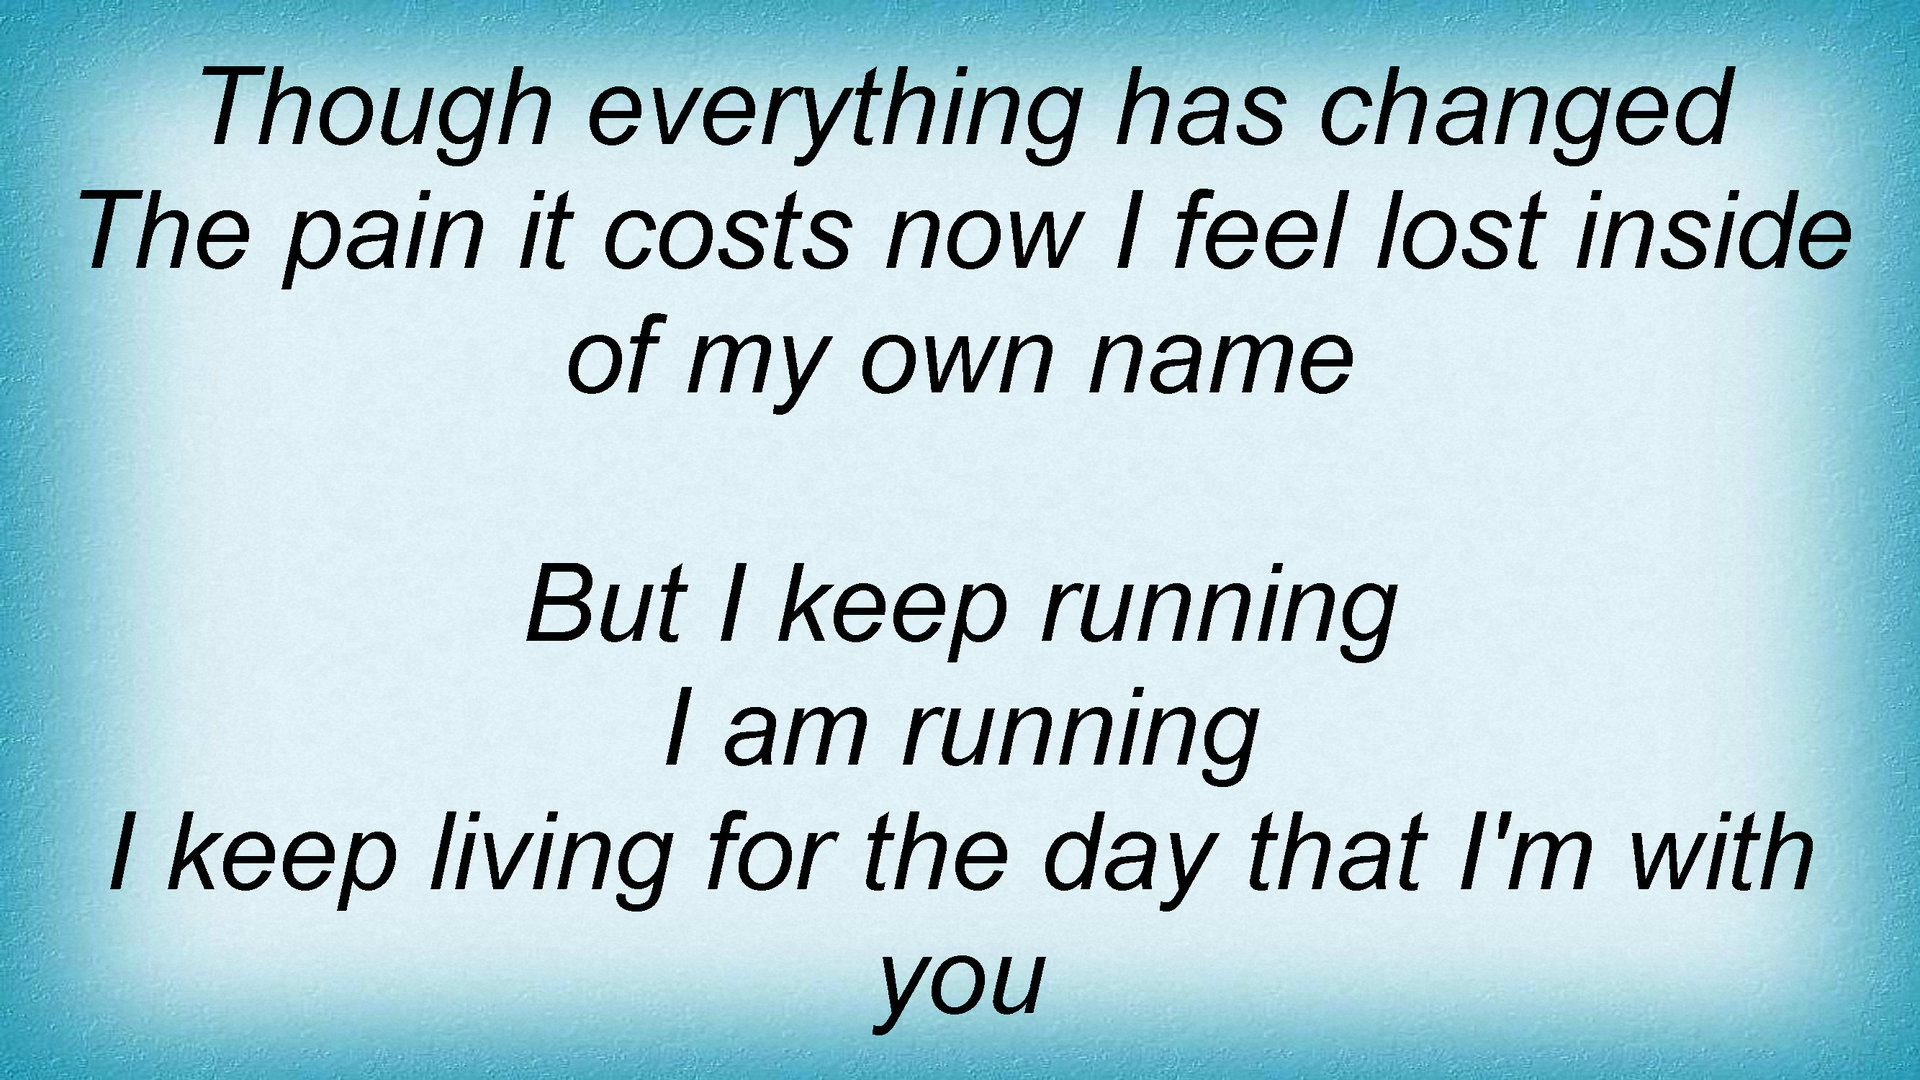 Though everything has changed
The pain it costs now I feel lost inside
of my own name
But I keep running
I am running
I keep living for the day that I'm with
you